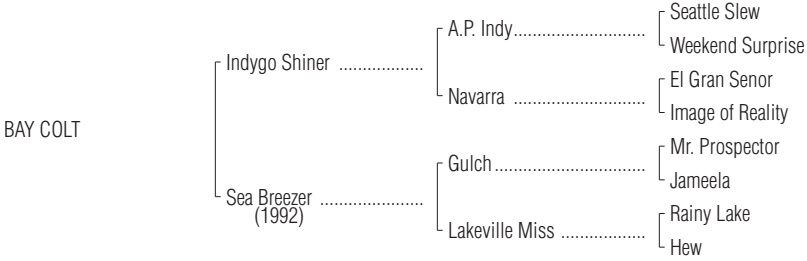 Seattle Slew
A.P. Indy..............................
Weekend Surprise
Indygo Shiner ...................
El Gran Senor
Navarra ..............................
Image of Reality
BAY COLT
Mr. Prospector
Gulch..................................
Jameela
Sea Breezer .......................
(1992)
Rainy Lake
Lakeville Miss ...................
Hew